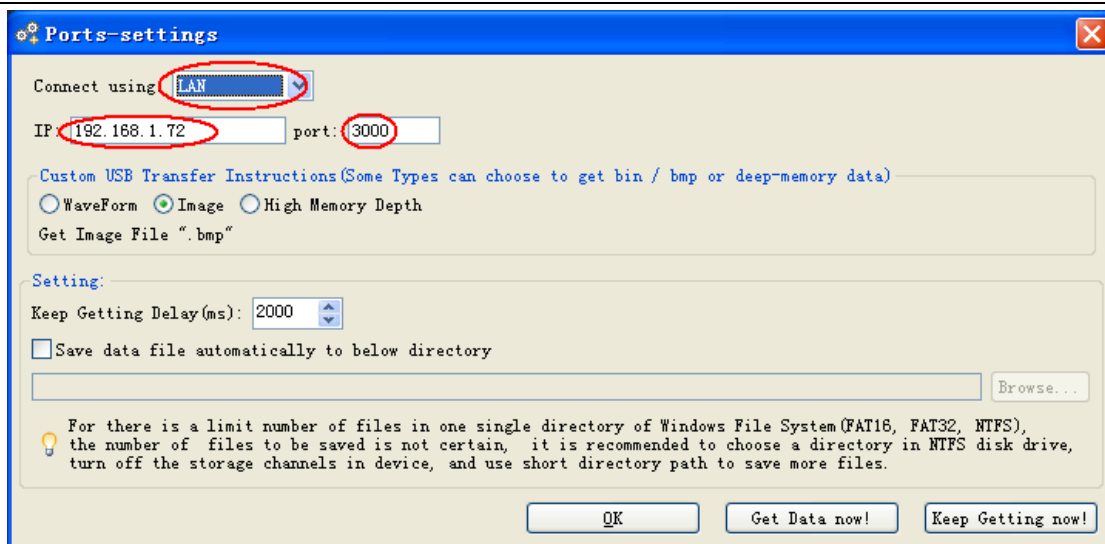 Ports-settings
Connect using: LAN
IP: 192.168.1.72 port: 3000
Custom USB Transfer Instructions(Some Types can choose to get bin / bmp or deep-memory data)
WaveForm Image High Memory Depth
Get Image File ".bmp"
Setting:
Keep Getting Delay(ms): 2000
Save data file automatically to below directory
Browse...
For there is a limit number of files in one single directory of Windows File System(FAT16, FAT32, NTFS),
the number of files to be saved is not certain, it is recommended to choose a directory in NTFS disk drive,
turn off the storage channels in device, and use short directory path to save more files.
OK Get Data now! Keep Getting now!